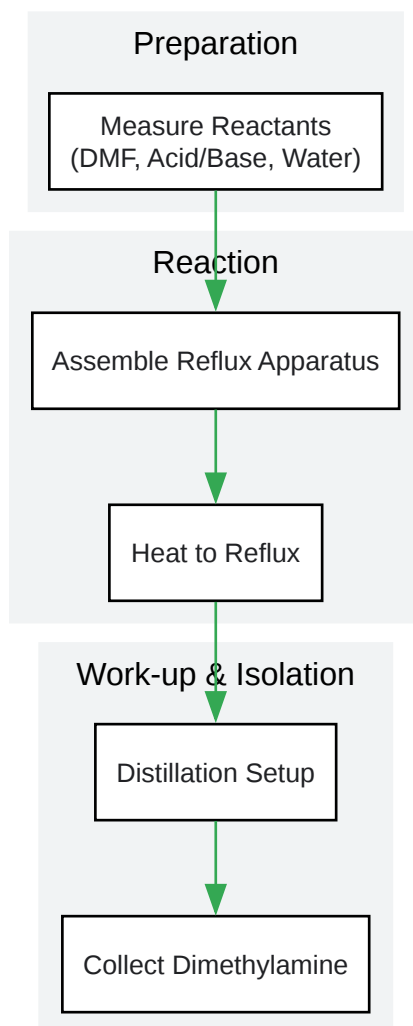 Preparation
Measure Reactants
(DMF, Acid/Base, Water)
Reaction
Assemble Reflux Apparatus
Heat to Reflux
Work-up & Isolation
Distillation Setup
Collect Dimethylamine